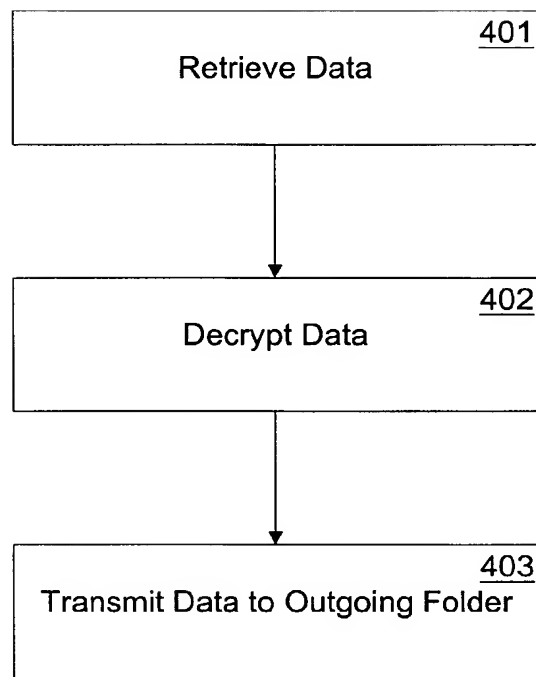 401
Retrieve Data
402
Decrypt Data
403
Transmit Data to Outgoing Folder